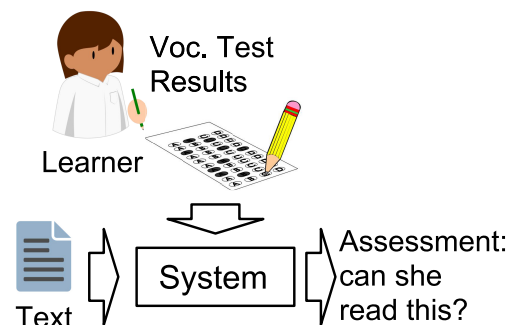 Voc. Test
Results
Learner
Text
System
Assessment:
can she
read this?